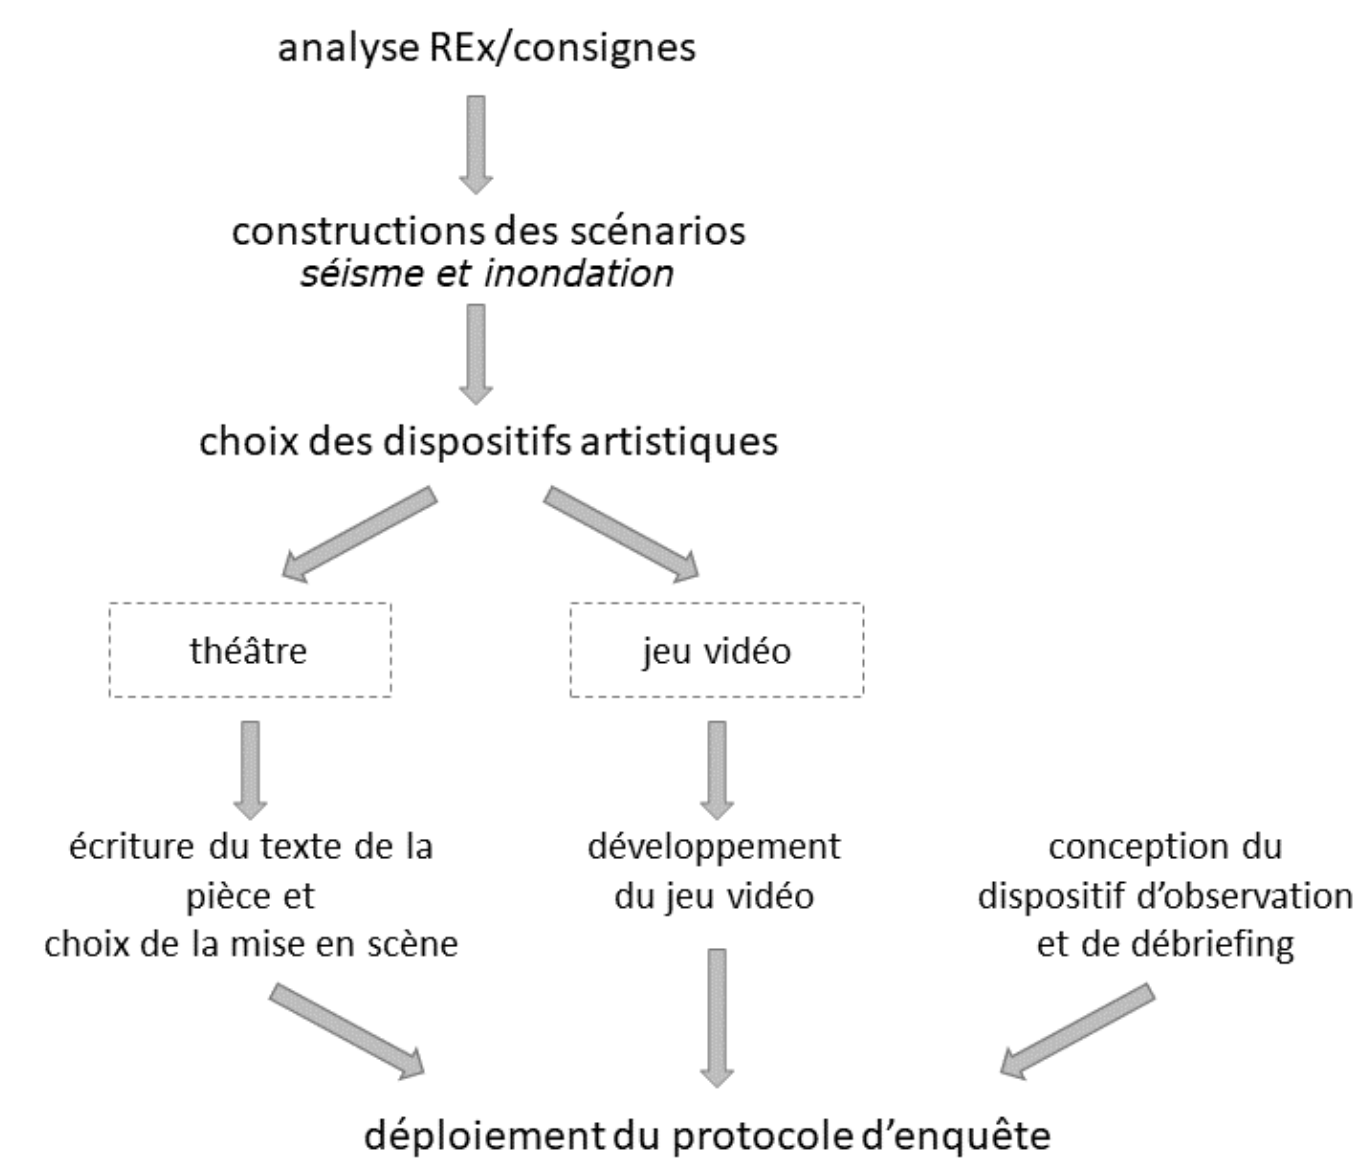 analyse REx/consignes
constructions des scénarios
séisme et inondation
choix des dispositifs artistiques
théâtre
jeu vidéo
écriture du texte de la
pièce et
choix de la mise en scène
développement
du jeu vidéo
conception du
dispositif d’observation
et de débriefing
déploiement du protocole d’enquête